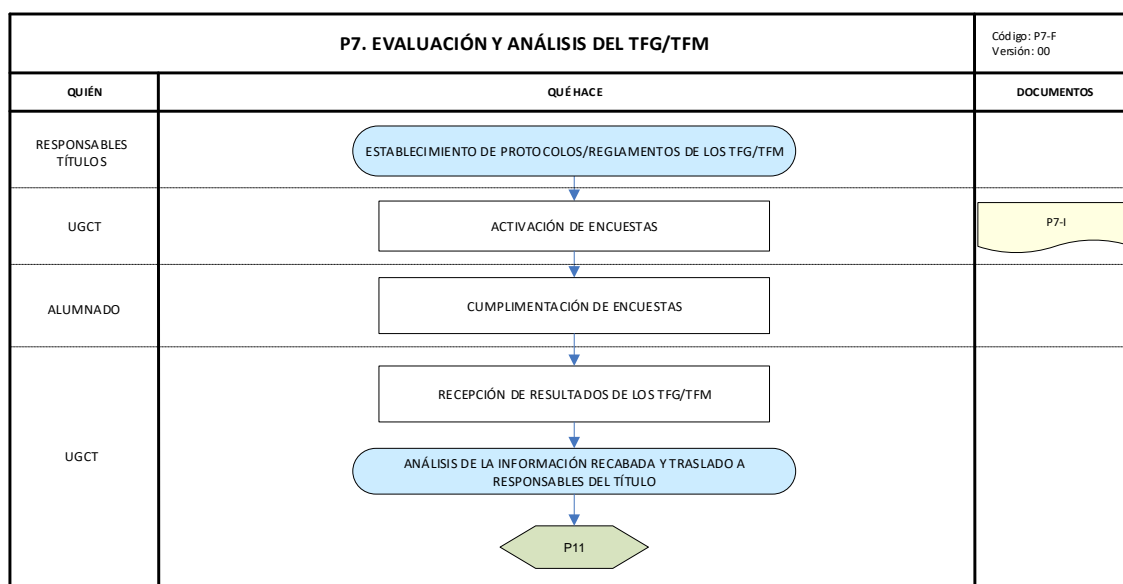 P7. EVALUACIÓN Y ANÁLISIS DEL TFG/TFM
Código: P7-F
Versión: 00
QUIÉN
QUÉ HACE
DOCUMENTOS
RESPONSABLES
TÍTULOS
ESTABLECIMIENTO DE PROTOCOLOS/REGLAMENTOS DE LOS TFG/TFM
UGCT
ACTIVACIÓN DE ENCUESTAS
P7-I
ALUMNADO
CUMPLIMENTACIÓN DE ENCUESTAS
RECEPCIÓN DE RESULTADOS DE LOS TFG/TFM
UGCT
ANÁLISIS DE LA INFORMACIÓN RECABADA Y TRASLADO A
RESPONSABLES DEL TÍTULO
P11